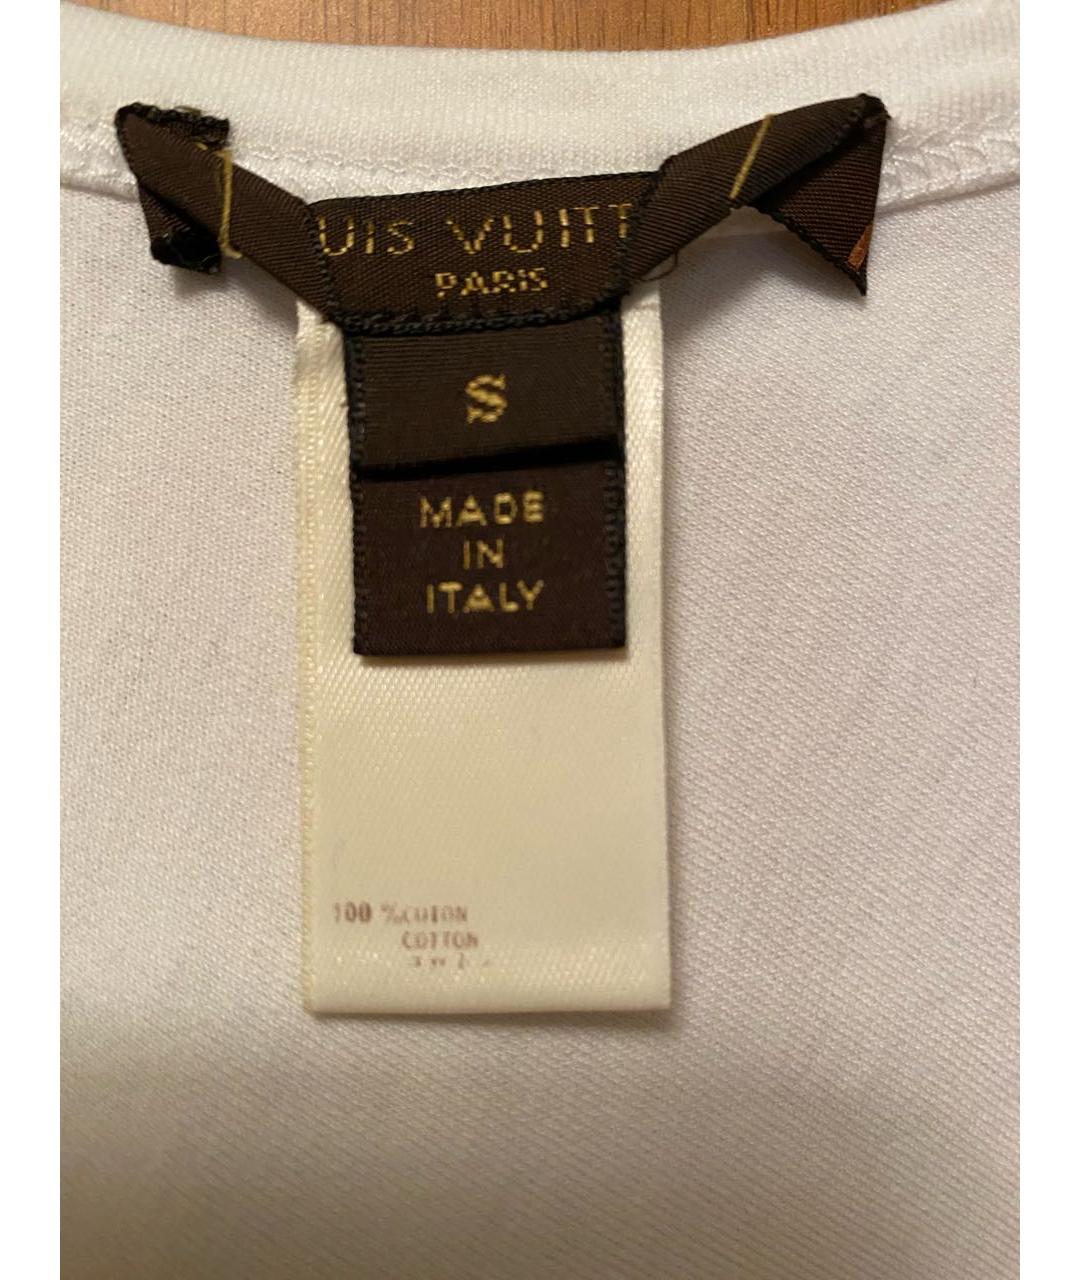 UIS VUITT
PARIS
S
MADE
IN
ITALY
100 % COTON
COTTON